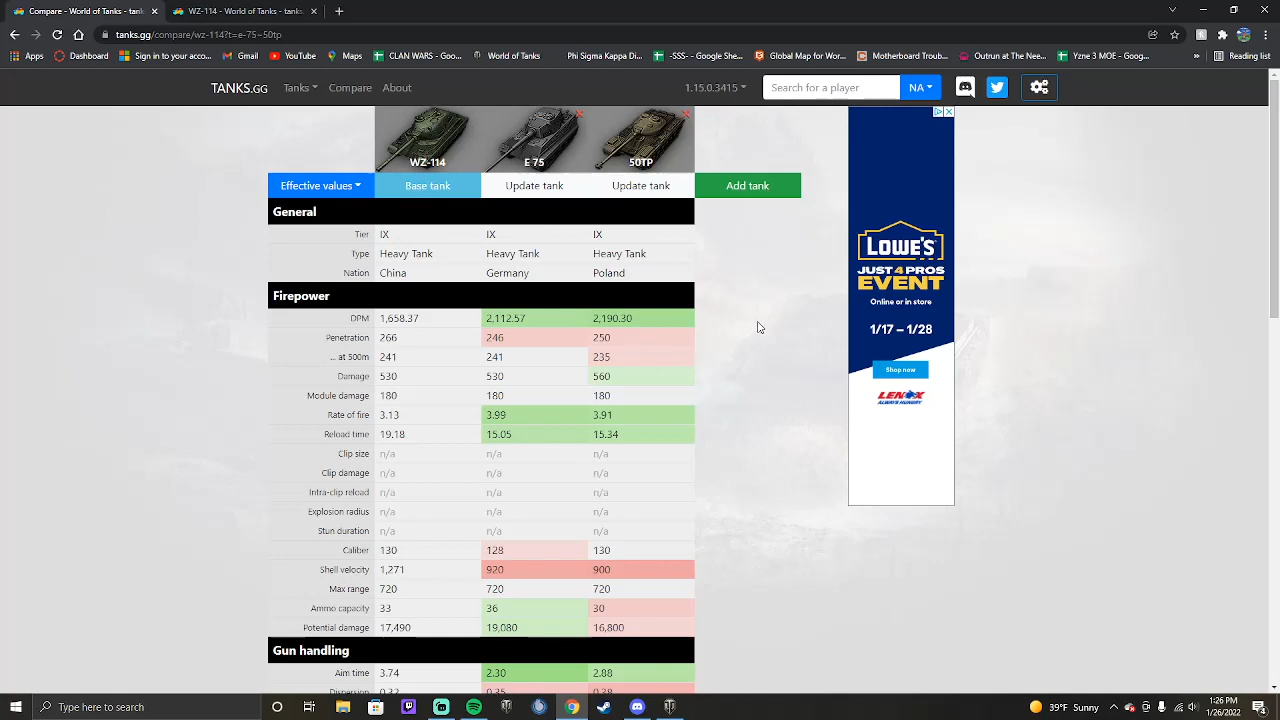 Compare - World of Tanks - tank
WZ-114 - World of Tanks - tanks
tanks.gg/compare/wz-114?t=e-75~50tp
Apps
Amazon
Sign in to your acco...
Gmail
YouTube
Maps
CLAN WARS - Goo...
World of Tanks
Phi Sigma Kappa Di...
-SSS- - Google She...
Global Map for Wor...
Motherboard Troub...
Outrun at The Nee...
Yzne 3 MOE - Goo...
»
Reading list
TANKS.GG Tanks Compare About 1.15.0.3415 Search for a player NA
WZ-114 E 75 50TP
Effective values Base tank Update tank Update tank Add tank
General
Tier IX IX IX
Type Heavy Tank Heavy Tank Heavy Tank
Nation China Germany Poland
Firepower
DPM 1,658.37 2,112.57 2,190.30
Penetration 266 246 250
... at 500m 241 241 235
Damage 530 530 560
Module damage 180 180 180
Rate of fire 3.13 3.99 3.91
Reload time 19.18 15.05 15.34
Clip size n/a n/a n/a
Clip damage n/a n/a n/a
Intra-clip reload n/a n/a n/a
Explosion radius n/a n/a n/a
Stun duration n/a n/a n/a
Caliber 130 128 130
Shell velocity 1,271 920 900
Max range 720 720 720
Ammo capacity 33 36 30
Potential damage 17,490 19,080 16,800
Gun handling
Aim time 3.74 2.30 2.88
Dispersion 0.32 0.35 0.38
LOWE'S
JUST 4 PROS
EVENT
Online or in store
1/17 – 1/28
Shop now
LENOX
ALWAYS HUNGRY
Type here to search
39°F Sunny
1:26 PM
1/26/2022